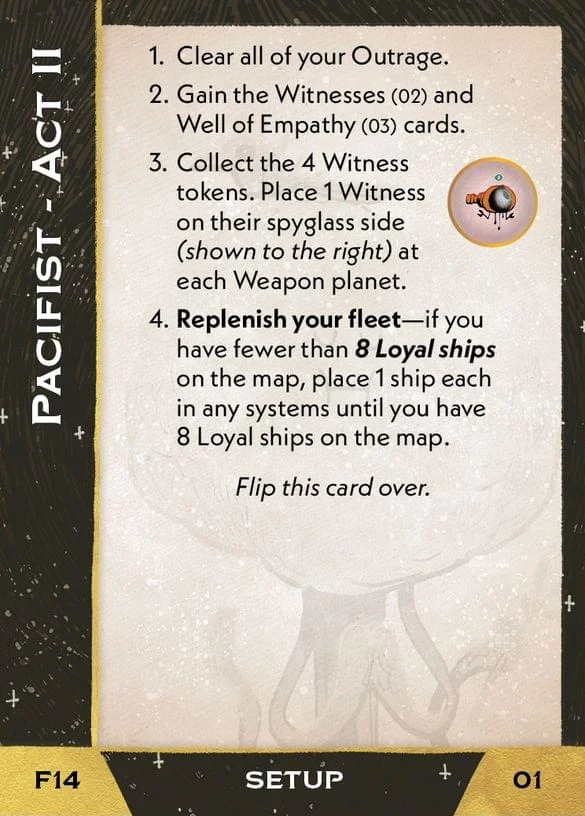 PACIFIST - ACT II
1. Clear all of your Outrage.
2. Gain the Witnesses (02) and
Well of Empathy (03) cards.
3. Collect the 4 Witness
tokens. Place 1 Witness
on their spyglass side
(shown to the right) at
each Weapon planet.
4. Replenish your fleet—if you
have fewer than 8 Loyal ships
on the map, place 1 ship each
in any systems until you have
8 Loyal ships on the map.
Flip this card over.
F14
SETUP
01